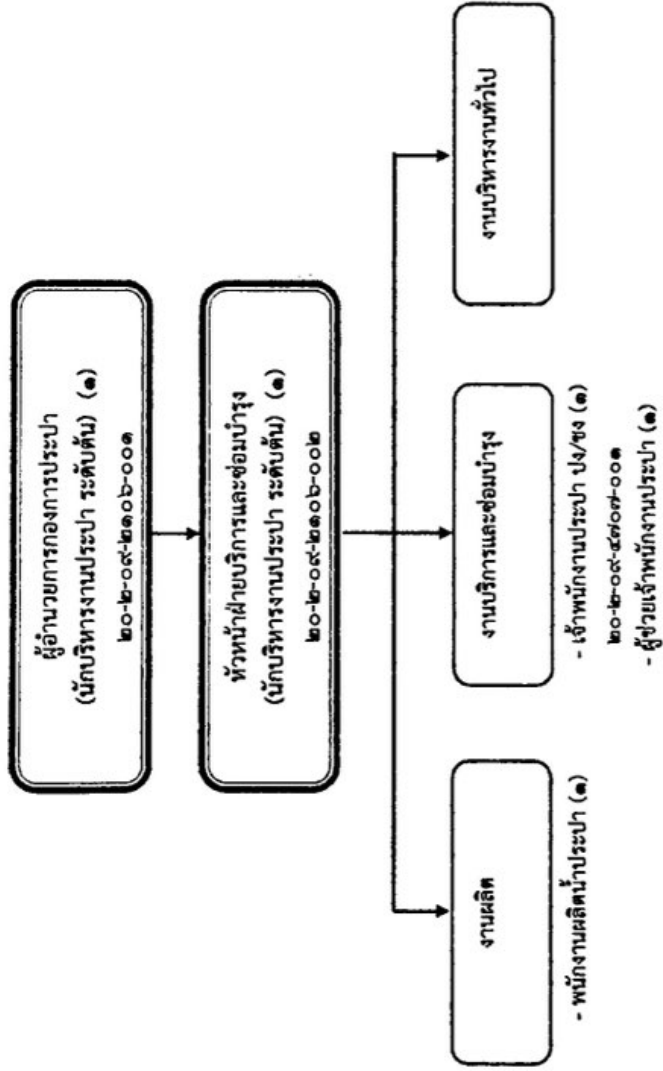 ผู้อำนวยการกองการประปา
(นักบริหารงานประปา ระดับต้น) (๑)
๒๐-๒-๐๙-๒๑๐๖-๐๐๑
หัวหน้าฝ่ายบริการและซ่อมบำรุง
(นักบริหารงานประปา ระดับต้น) (๑)
๒๐-๒-๐๙-๒๑๐๖-๐๐๒
งานผลิต
- พนักงานผลิตน้ำประปา (๑)
งานบริการและซ่อมบำรุง
- เจ้าพนักงานประปา ปง/ชง (๑)
๒๐-๒-๐๙-๔๗๐๗-๐๐๑
- ผู้ช่วยเจ้าพนักงานประปา (๑)
งานบริหารงานทั่วไป